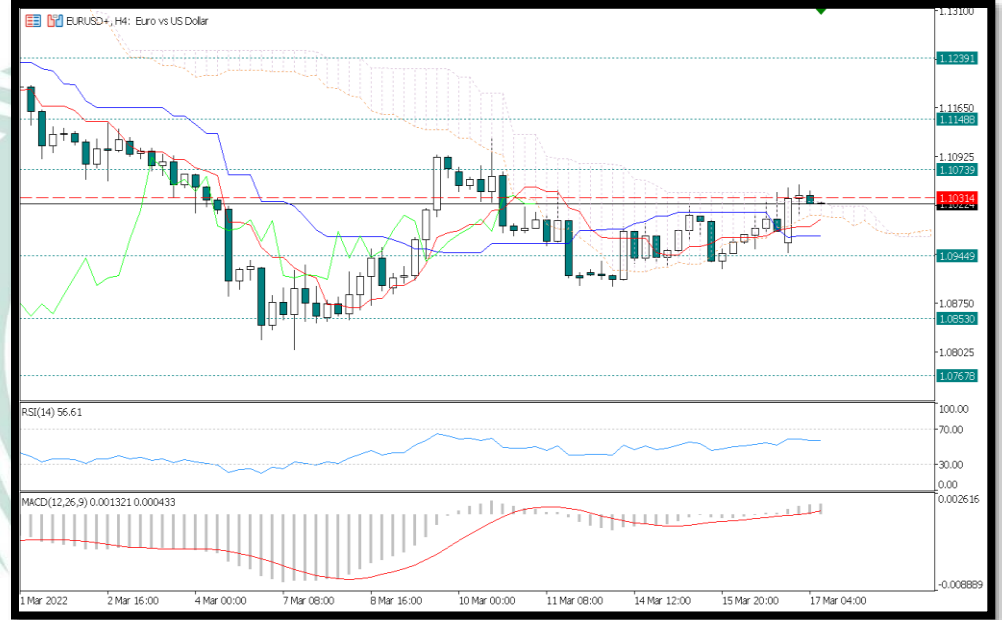 EURUSD+, H4: Euro vs US Dollar
1.13100
1.12391
1.11650
1.11488
1.10925
1.10739
1.10314
1.09449
1.08750
1.08530
1.08025
1.07678
RSI(14) 56.61
100.00
70.00
30.00
0.00
MACD(12,26,9) 0.001321 0.000433
0.002616
-0.008889
1 Mar 2022
2 Mar 16:00
4 Mar 00:00
7 Mar 08:00
8 Mar 16:00
10 Mar 00:00
11 Mar 08:00
14 Mar 12:00
15 Mar 20:00
17 Mar 04:00